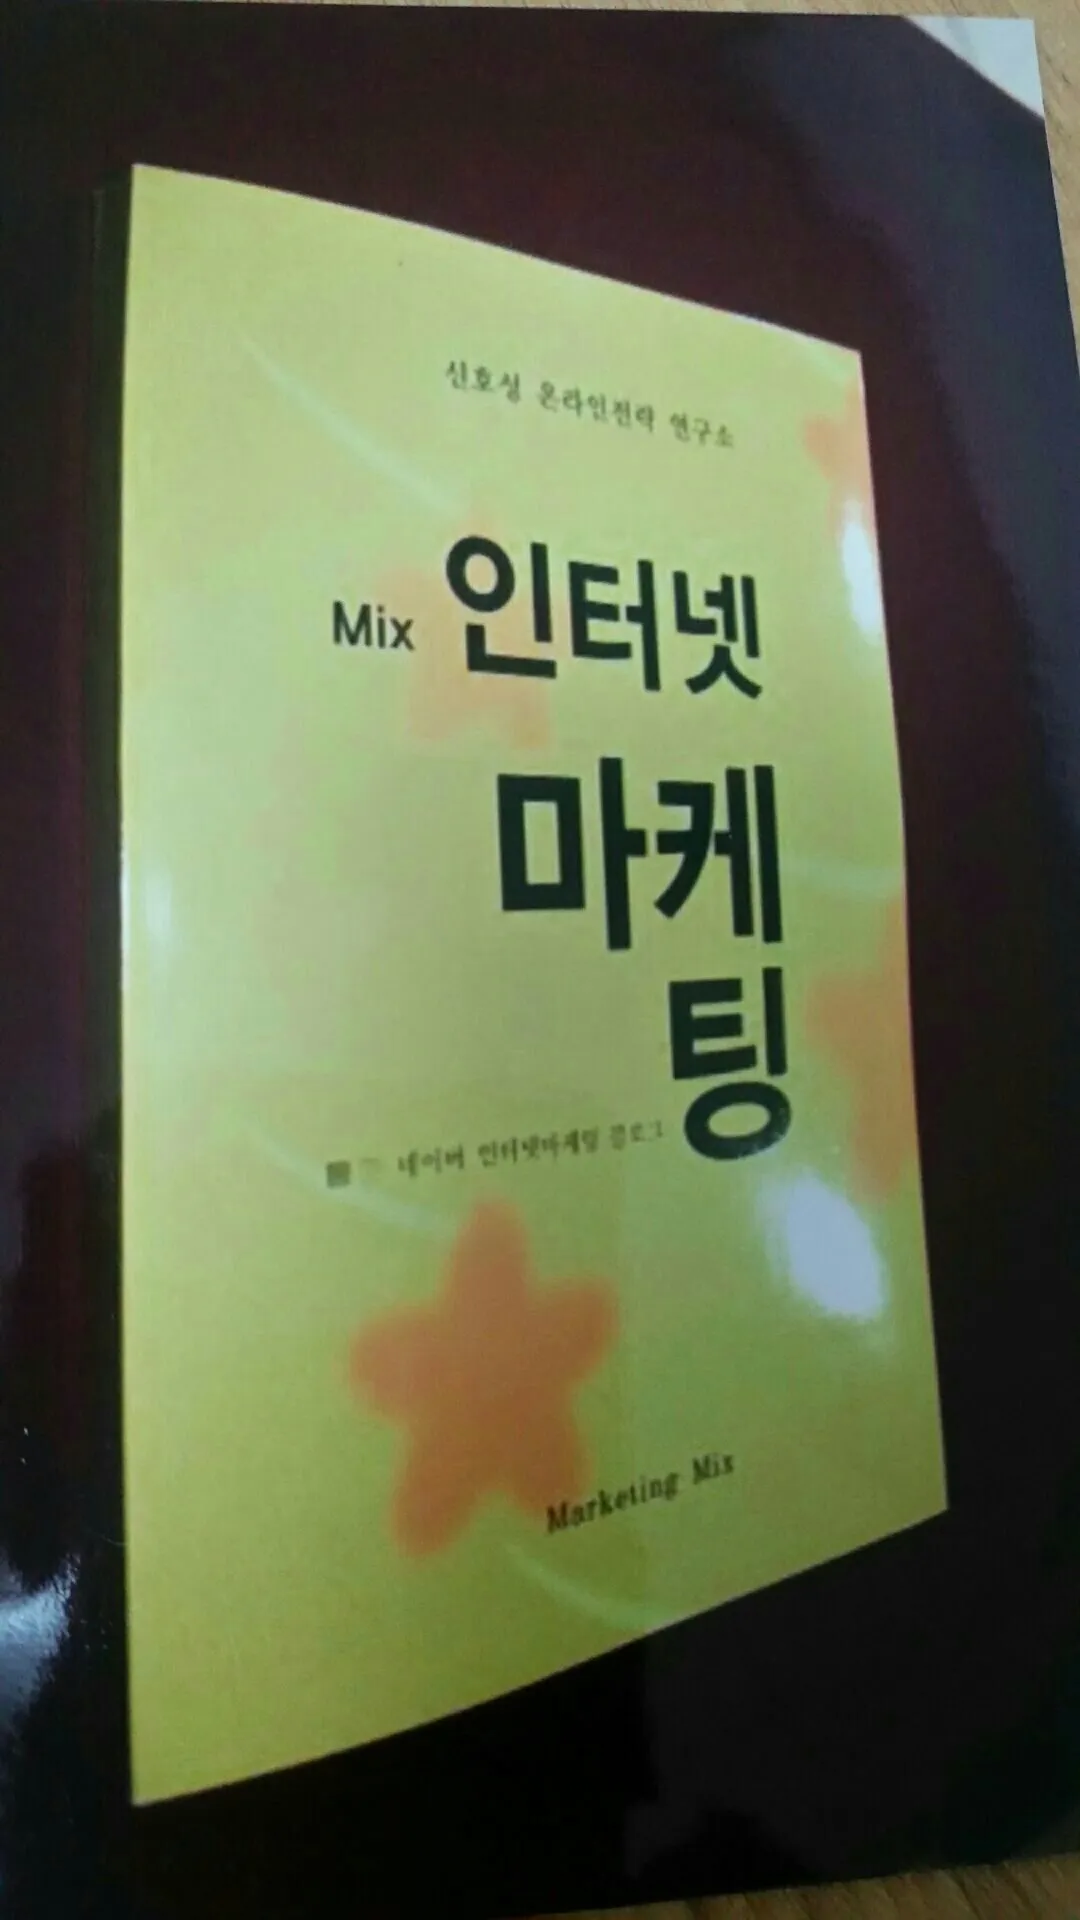 신호성 온라인전략 연구소
Mix 인터넷
마케
팅
네이버 인터넷마케팅 블로그
Marketing Mix